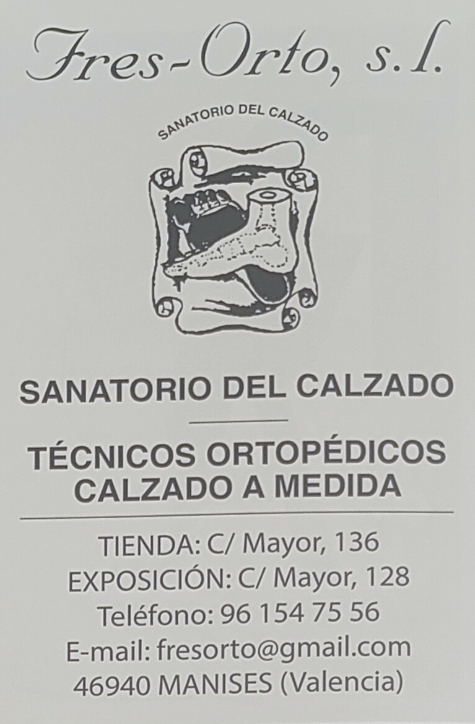 Fres-Orto, s.l.
SANATORIO DEL CALZADO
SANATORIO DEL CALZADO
TÉCNICOS ORTOPÉDICOS
CALZADO A MEDIDA
TIENDA: C/ Mayor, 136
EXPOSICIÓN: C/ Mayor, 128
Teléfono: 96 154 75 56
E-mail: fresorto@gmail.com
46940 MANISES (Valencia)